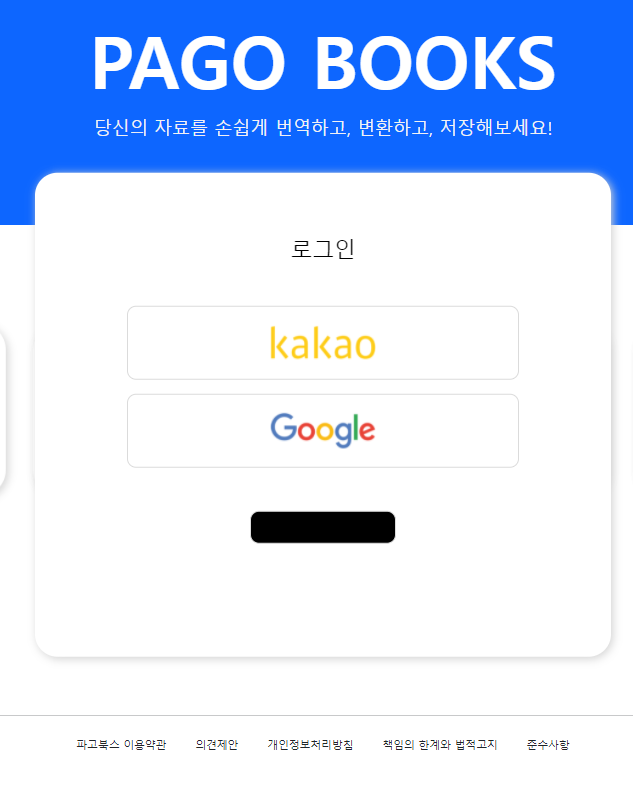 PAGO BOOKS
당신의 자료를 손쉽게 번역하고, 변환하고, 저장해보세요!
로그인
kakao
Google
파고북스 이용약관 의견제안 개인정보처리방침 책임의 한계와 법적고지 준수사항